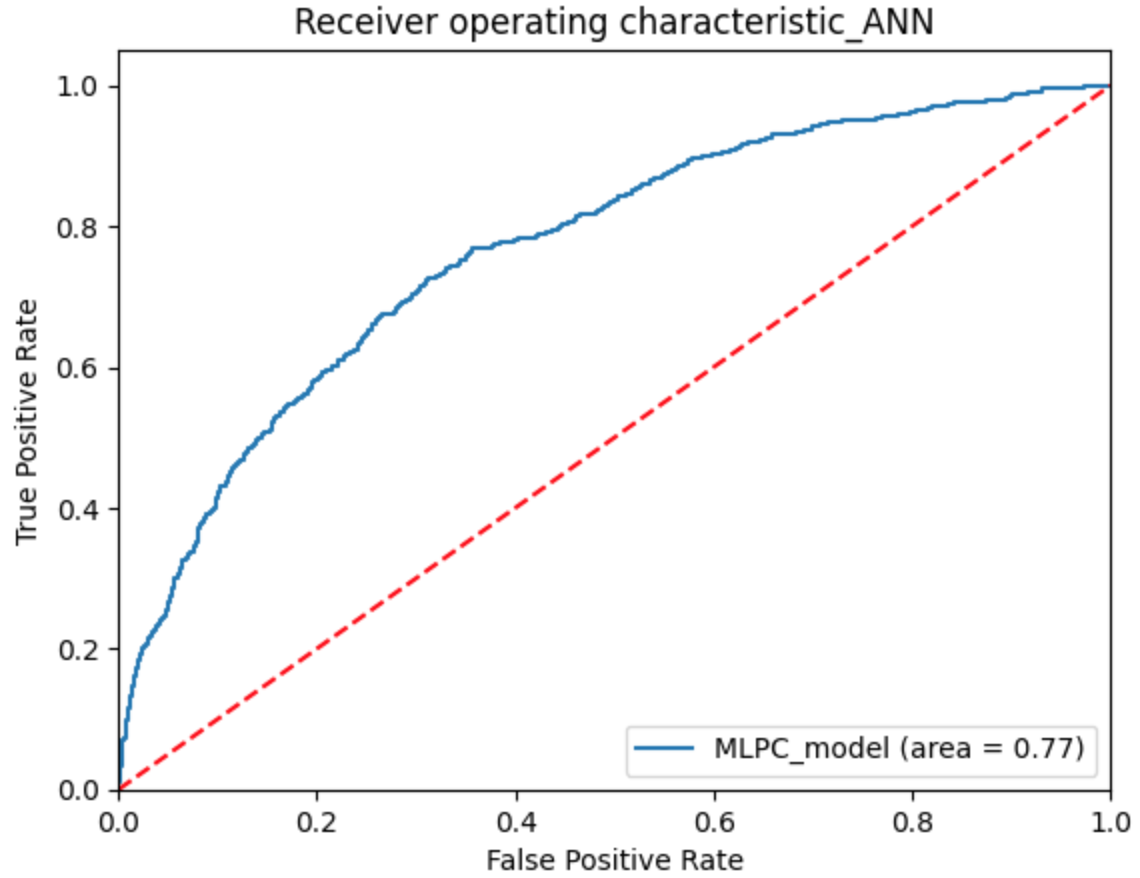 Receiver operating characteristic_ANN
True Positive Rate
1.0
0.8
0.6
0.4
0.2
0.0
MLPC_model (area = 0.77)
0.0 0.2 0.4 0.6 0.8 1.0
False Positive Rate